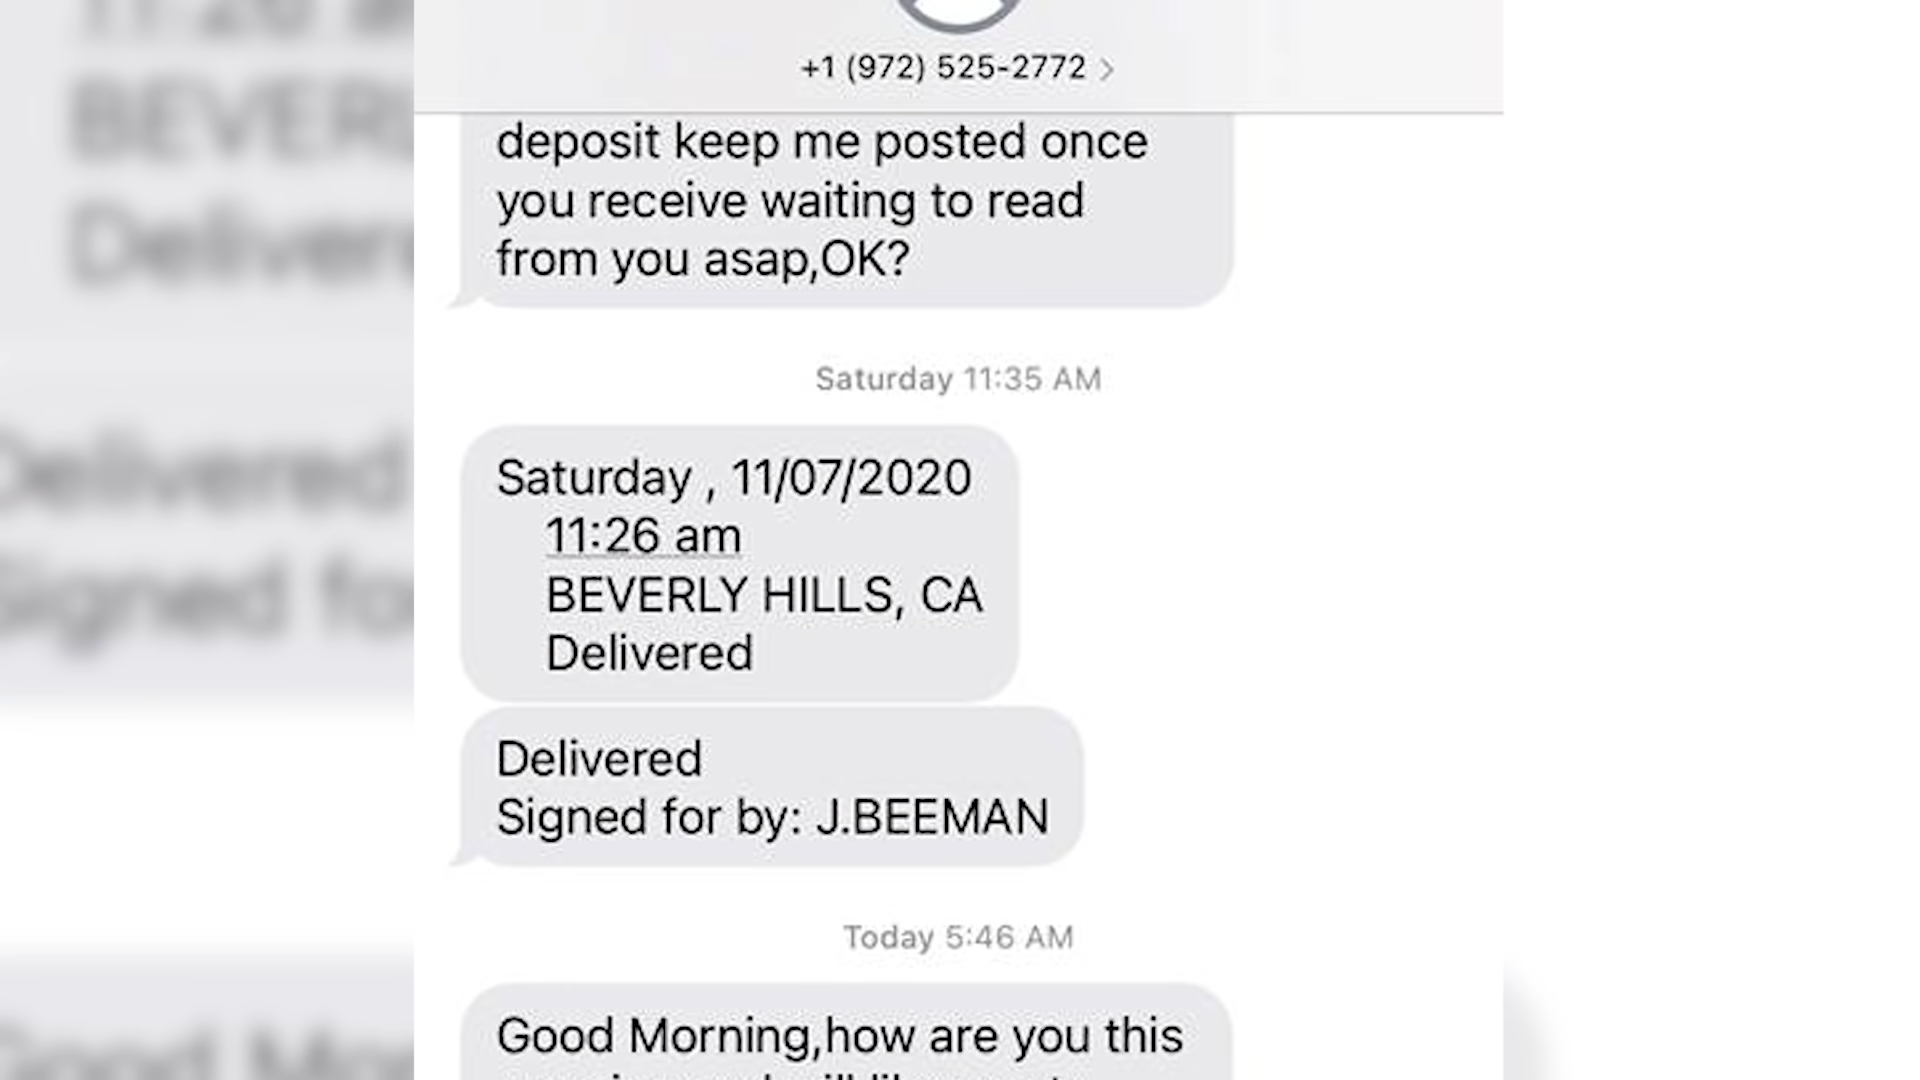 +1 (972) 525-2772
deposit keep me posted once
you receive waiting to read
from you asap,OK?
Saturday 11:35 AM
Saturday , 11/07/2020
11:26 am
BEVERLY HILLS, CA
Delivered
Delivered
Signed for by: J.BEEMAN
Today 5:46 AM
Good Morning,how are you this